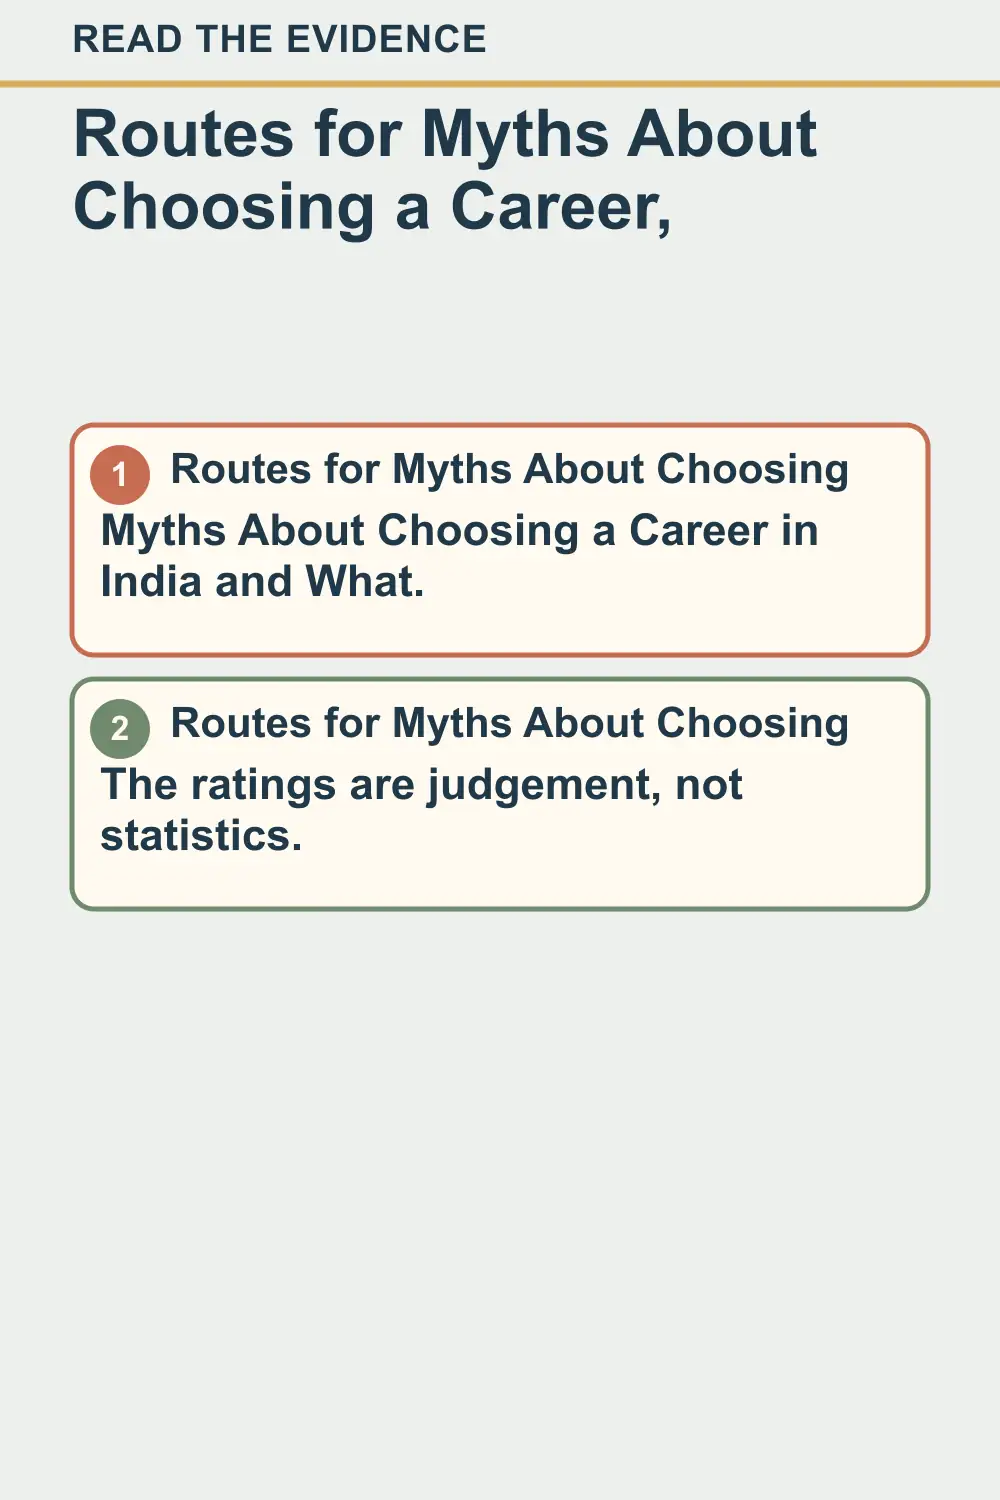 READ THE EVIDENCE
Routes for Myths About
Choosing a Career,
1 Routes for Myths About Choosing
Myths About Choosing a Career in
India and What.
2 Routes for Myths About Choosing
The ratings are judgement, not
statistics.